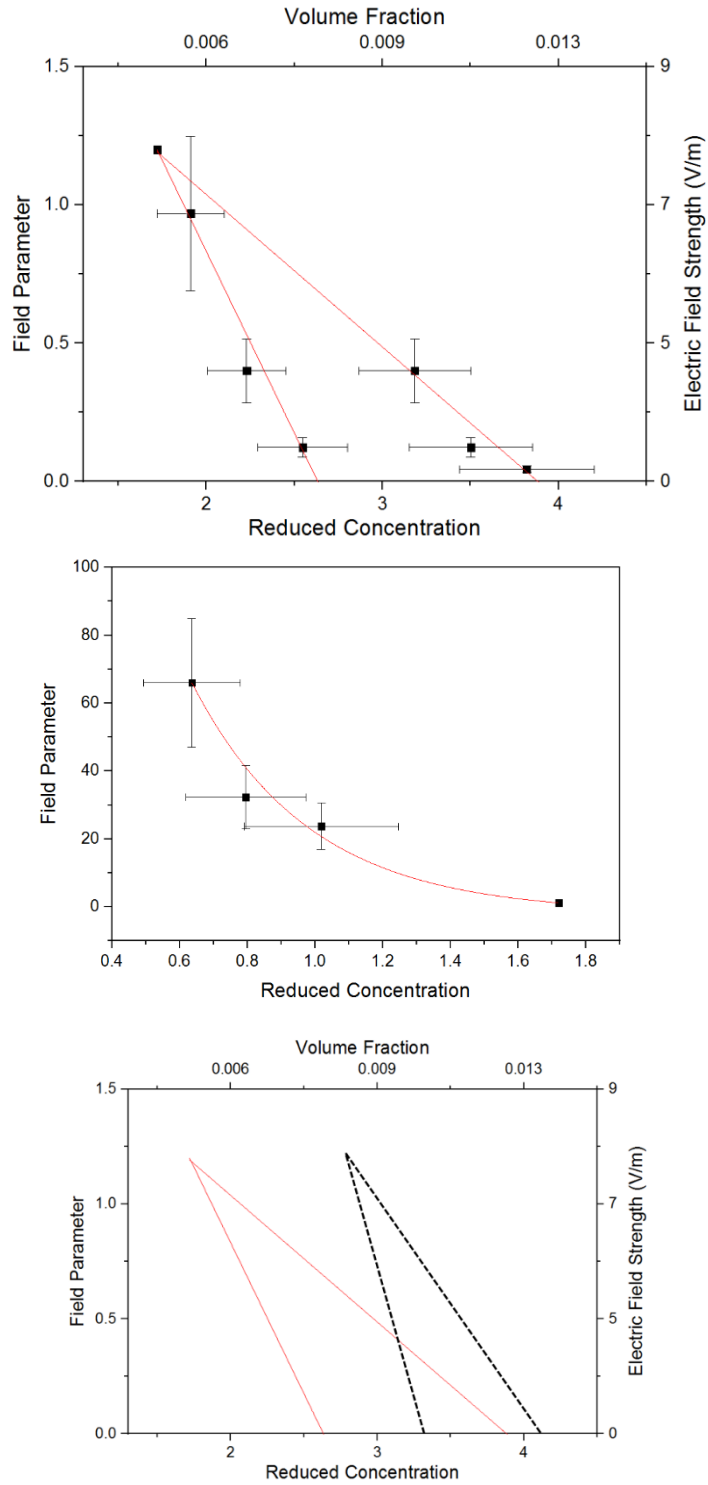 Volume Fraction
0.006 0.009 0.013
1.5 9
1.0 7
0.5 5
0.0 0
Field Parameter
Electric Field Strength (V/m)
2 3 4
Reduced Concentration
100
80
60
40
20
0
Field Parameter
0.4 0.6 0.8 1.0 1.2 1.4 1.6 1.8
Reduced Concentration
Volume Fraction
0.006 0.009 0.013
1.5 9
1.0 7
0.5 5
0.0 0
Field Parameter
Electric Field Strength (V/m)
2 3 4
Reduced Concentration